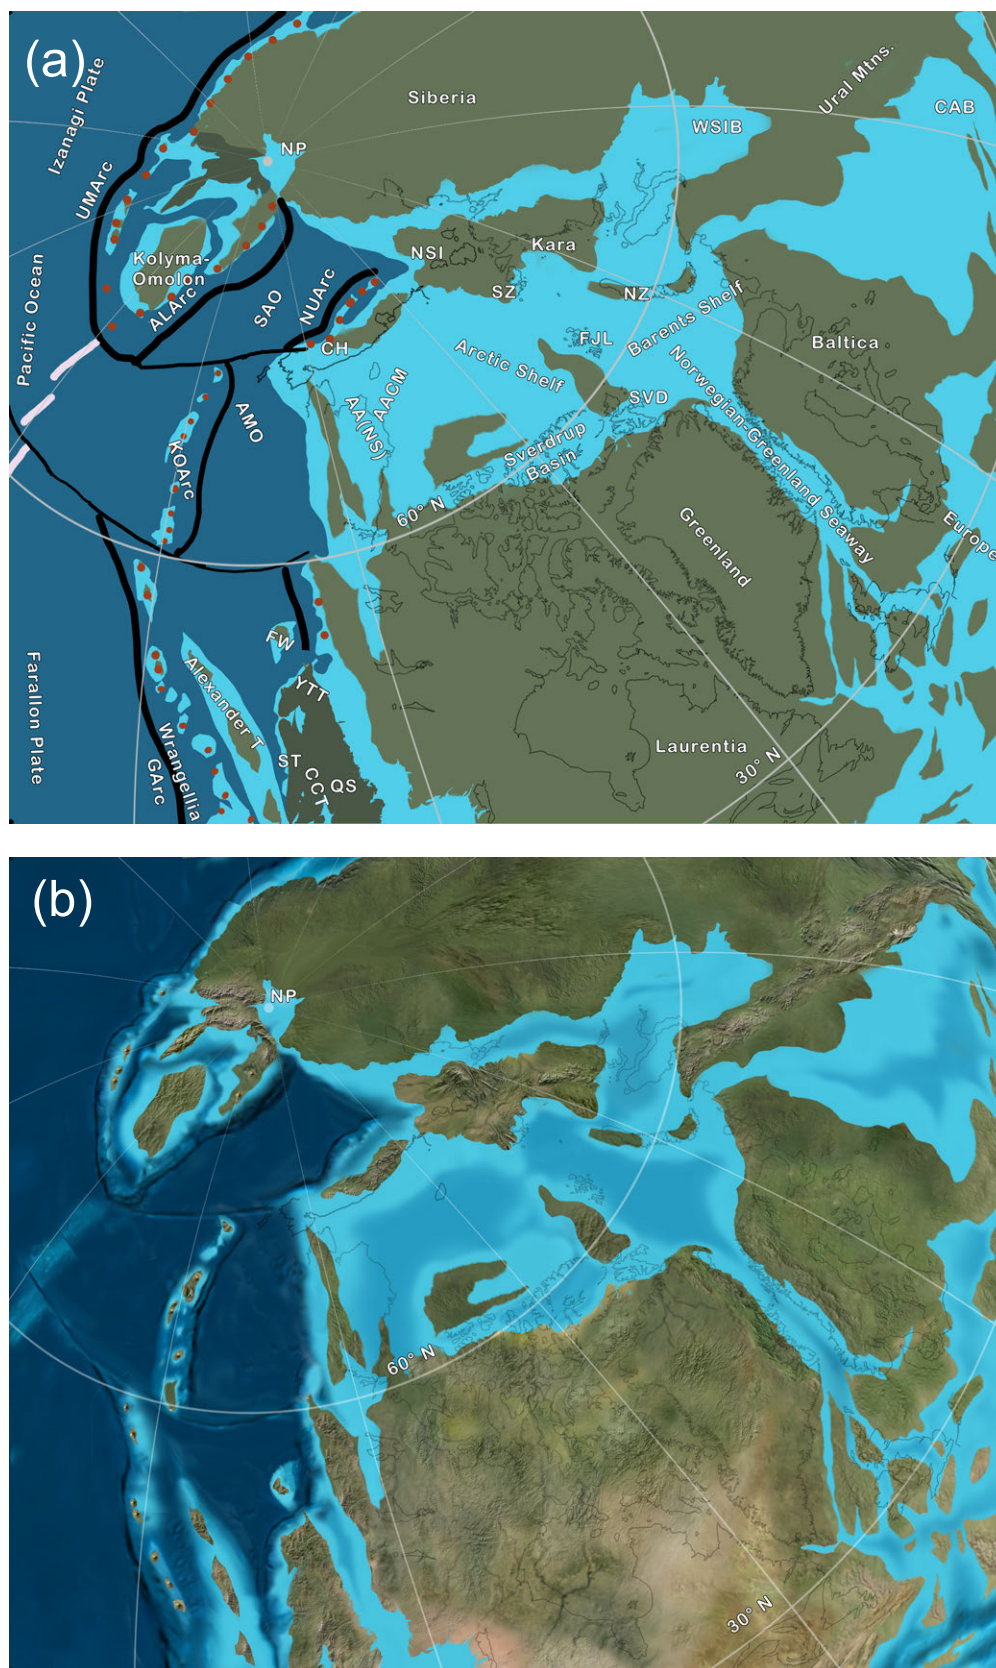 (a)
Izanagi Plate
Siberia
Ural Mtns.
CAB
WSIB
NP
UMArc
Kolyma-
Omolon
NSI
Kara
SZ
NZ
ALArc
SAO
NUArc
Pacific Ocean
CH
FJL
Barents Shelf
Baltica
Arctic Shelf
Norwegian-Greenland Seaway
SVD
AA(NS)
AACM
AMO
KOArc
Sverdrup
Basin
60° N
Greenland
Europe
FW
Alexander T
YTT
Farallon Plate
Wrangellia
GArc
ST
CCT
QS
Laurentia
30° N
(b)
NP
60° N
30° N